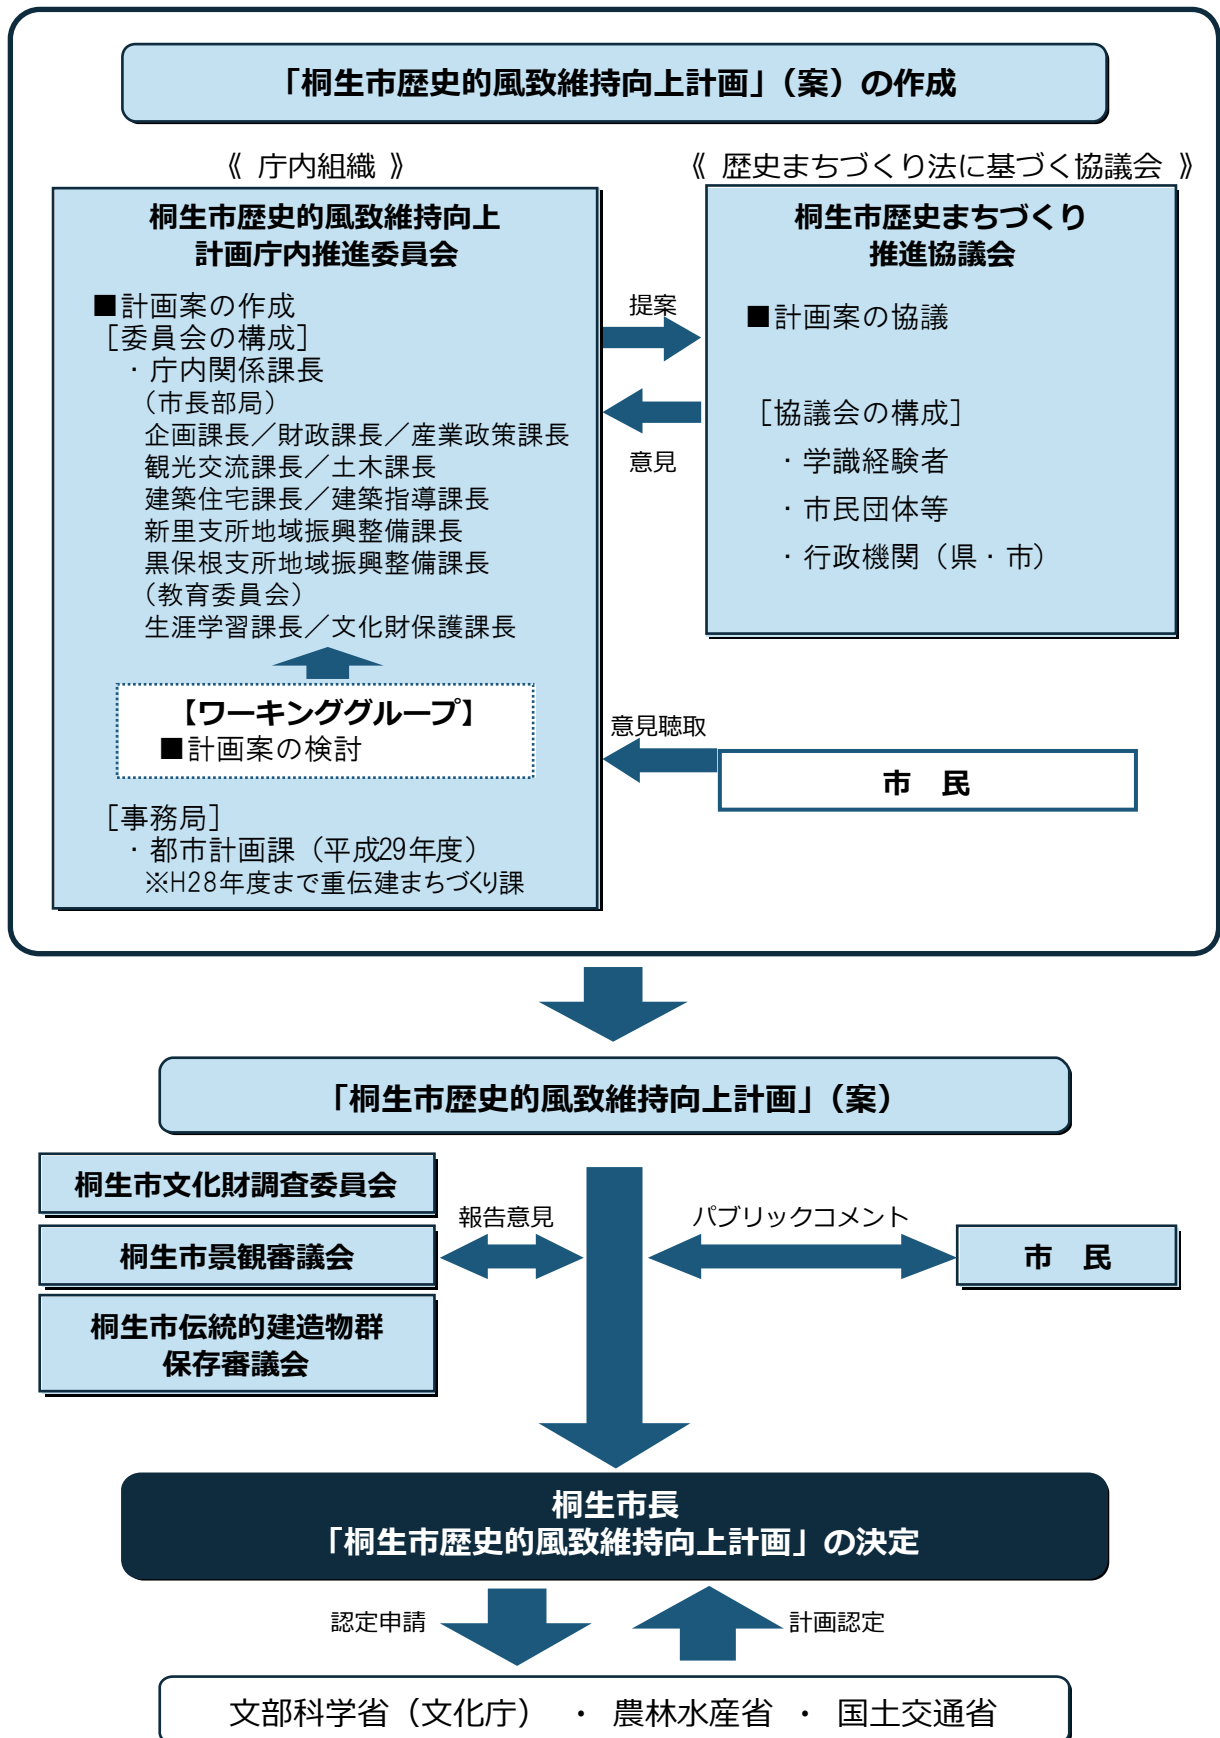 「桐生市歴史的風致維持向上計画」（案）の作成
《 庁内組織 》
桐生市歴史的風致維持向上
計画庁内推進委員会
■計画案の作成
［委員会の構成］
・庁内関係課長
（市長部局）
企画課長／財政課長／産業政策課長
観光交流課長／土木課長
建築住宅課長／建築指導課長
新里支所地域振興整備課長
黒保根支所地域振興整備課長
（教育委員会）
生涯学習課長／文化財保護課長
【ワーキンググループ】
■計画案の検討
［事務局］
・都市計画課（平成29年度）
※H28年度まで重伝建まちづくり課
提案
意見
《 歴史まちづくり法に基づく協議会 》
桐生市歴史まちづくり
推進協議会
■計画案の協議
［協議会の構成］
・学識経験者
・市民団体等
・行政機関（県・市）
意見聴取
市　民
「桐生市歴史的風致維持向上計画」（案）
桐生市文化財調査委員会
桐生市景観審議会
桐生市伝統的建造物群
保存審議会
報告意見
パブリックコメント
市　民
桐生市長
「桐生市歴史的風致維持向上計画」の決定
認定申請
計画認定
文部科学省（文化庁） ・ 農林水産省 ・ 国土交通省